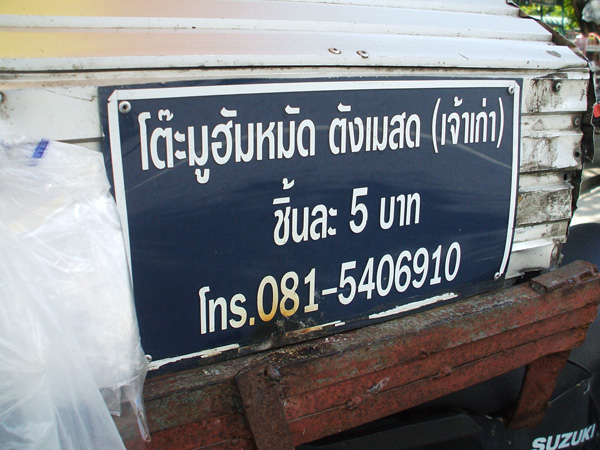 โต๊ะมูฮัมหมัด ตังเมสด (เจ้าเก่า)
ชิ้นละ 5 บาท
โทร.081-5406910
SUZUKI